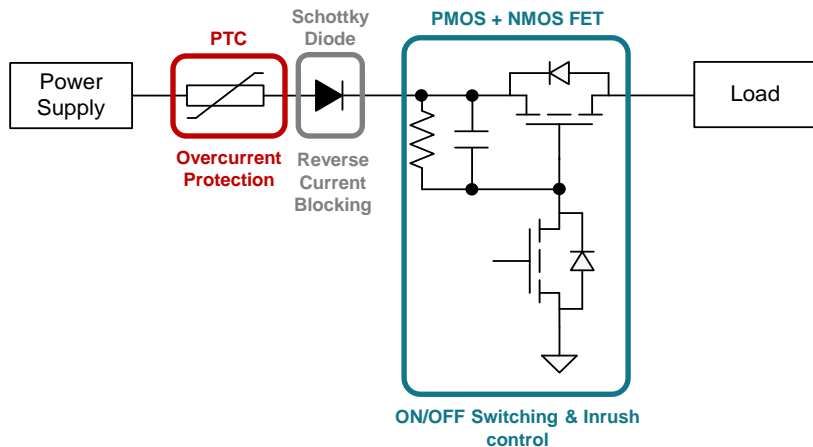 Schottky
Diode
PTC
PMOS + NMOS FET
Power
Supply
Load
Overcurrent
Protection
Reverse
Current
Blocking
ON/OFF Switching & Inrush
control